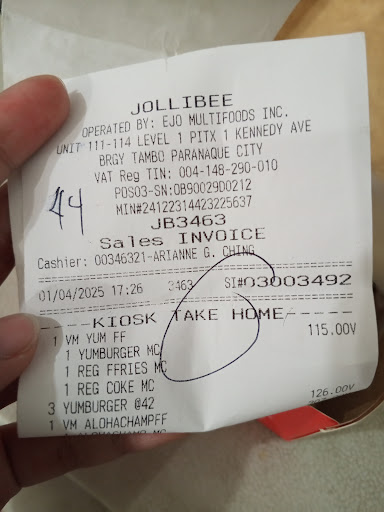 JOLLIBEE
OPERATED BY: EJO MULTIFOODS INC.
UNIT 111-114 LEVEL 1 PITX 1 KENNEDY AVE
BRGY TAMBO PARANAQUE CITY
VAT Reg TIN: 004-148-290-010
POS03-SN:0B9002900212
MIN#24122314423225637
44
JB3463
Sales INVOICE
Cashier: 00346321-ARIANNE G. CHING
01/04/2025 17:26 3463 SI#03003492
----KIOSK TAKE HOME----
1 VM YUM FF 115.00V
1 YUMBURGER MC
1 REG FFRIES MC
1 REG COKE MC
3 YUMBURGER @42 126.00V
1 VM ALOHACHAMPFF